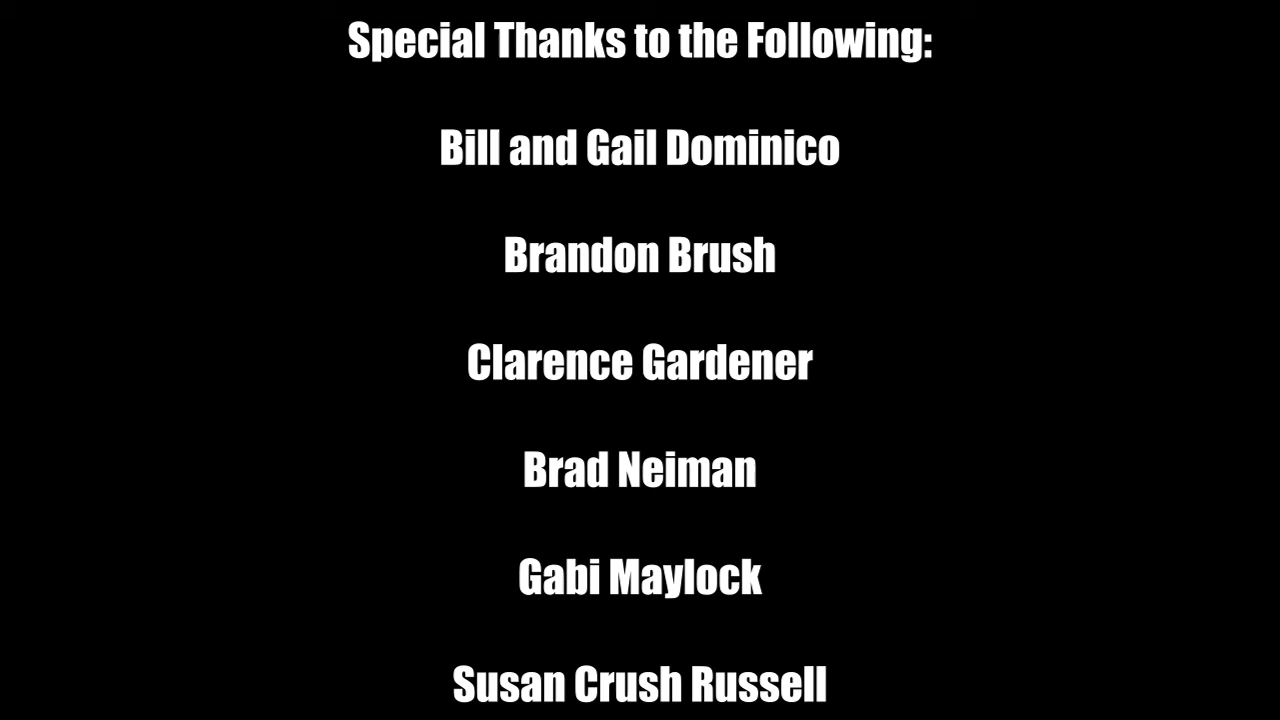 Special Thanks to the Following:
Bill and Gail Dominico
Brandon Brush
Clarence Gardener
Brad Neiman
Gabi Maylock
Susan Crush Russell